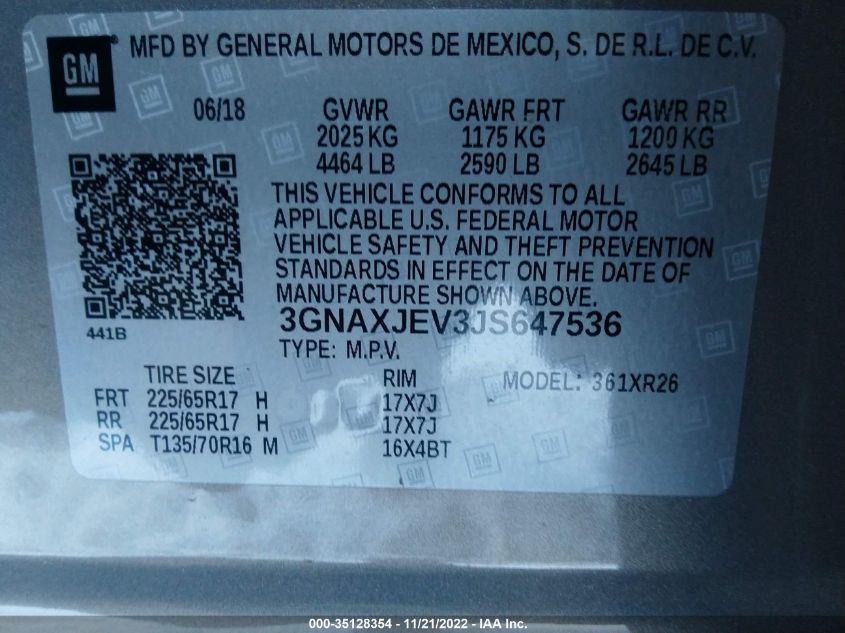 GM
MFD BY GENERAL MOTORS DE MEXICO, S. DE R.L. DE C.V.
06/18 GVWR GAWR FRT GAWR RR
2025 KG 1175 KG 1200 KG
4464 LB 2590 LB 2645 LB
THIS VEHICLE CONFORMS TO ALL
APPLICABLE U.S. FEDERAL MOTOR
VEHICLE SAFETY AND THEFT PREVENTION
STANDARDS IN EFFECT ON THE DATE OF
MANUFACTURE SHOWN ABOVE.
441B 3GNAXJEV3JS647536
TYPE: M.P.V.
TIRE SIZE RIM MODEL: 361XR26
FRT 225/65R17 H 17X7J
RR 225/65R17 H 17X7J
SPA T135/70R16 M 16X4BT
000-35128354 - 11/21/2022 - IAA Inc.